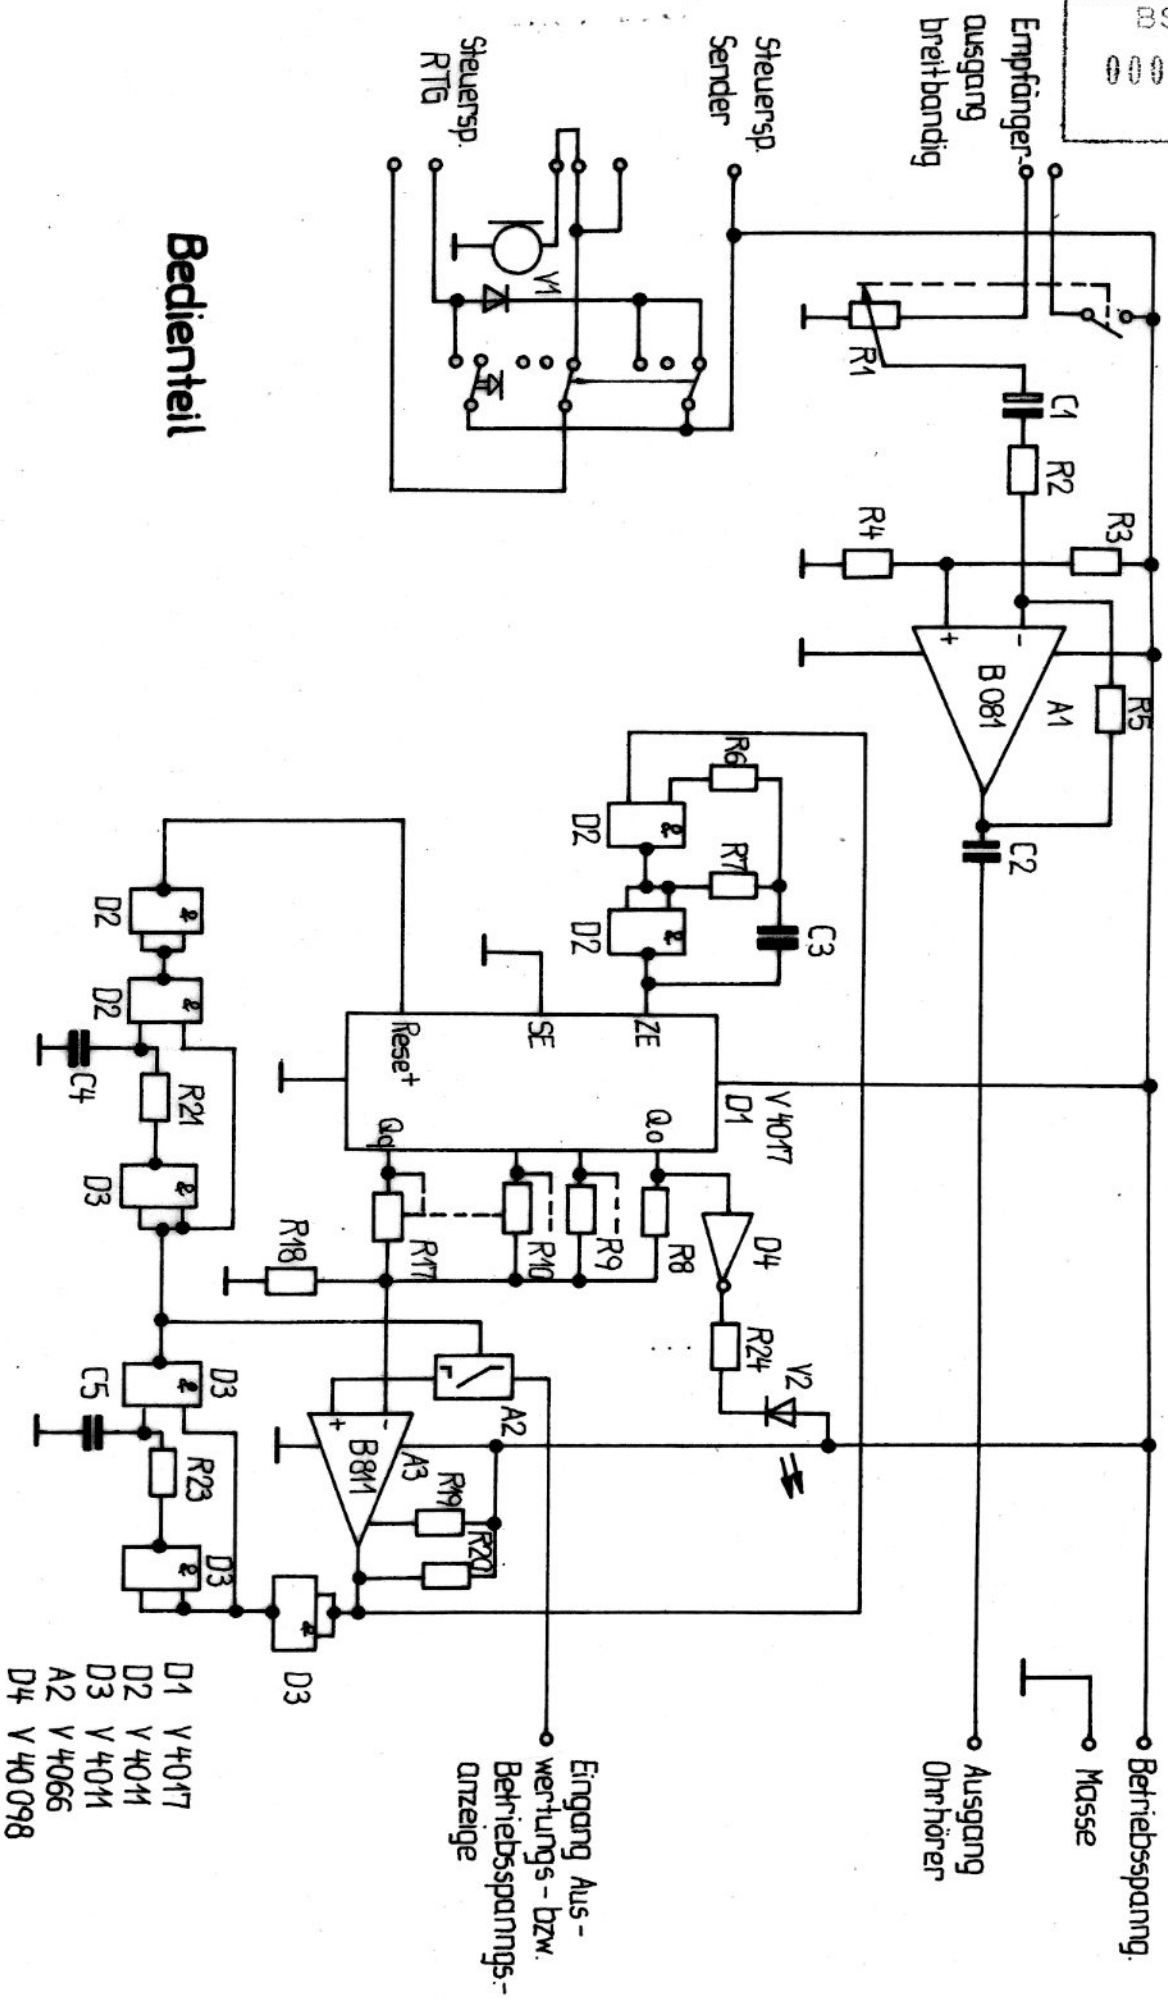 Empfänger-
ausgang
breitbandig
Steuersp.
Sender
Steuersp.
RTG
Bedienteil
V1
R1
C1
R2
R3
R4
R5
A1
B 081
+
-
C2
R6
R7
C3
D2
&
D2
&
D2
&
D2
&
ZE
SE
Reset
V 4017
D1
Qo
Qq
C4
R21
D3
&
R8
R9
R10
R17
R18
D4
R24
V2
A2
A3
B811
+
-
R19
R20
D3
&
C5
R23
D3
&
D3
&
Betriebsspanng.
Masse
Ausgang
Ohrhörer
Eingang Aus-
wertungs- bzw.
Betriebsspanngs.-
anzeige
D1 V 4017
D2 V 4011
D3 V 4011
A2 V 4066
D4 V 40098